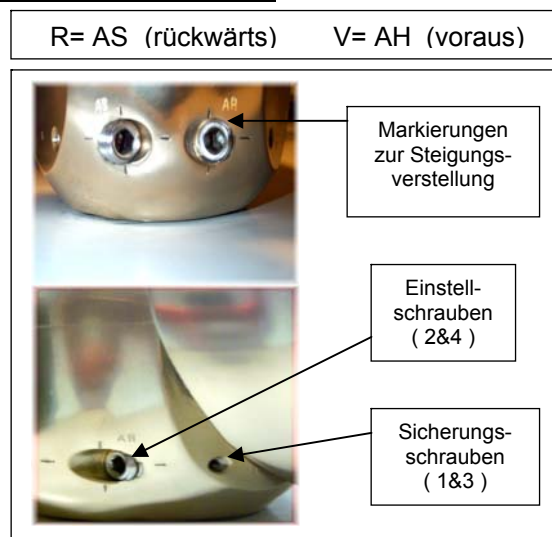 R= AS (rückwärts) V= AH (voraus)
AS AH
Markierungen
zur Steigungs-
verstellung
Einstell-
schrauben
( 2&4 )
AH
Sicherungs-
schrauben
( 1&3 )